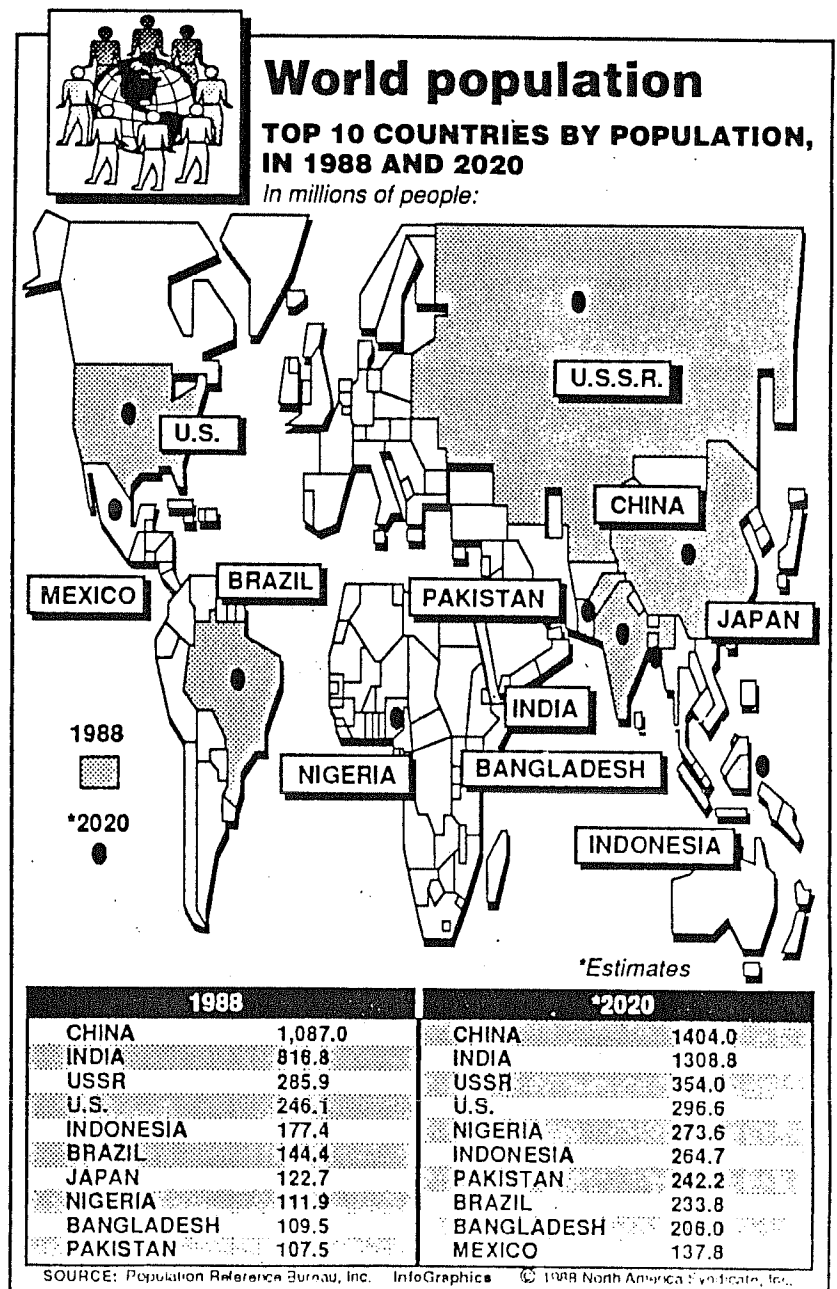 World population
TOP 10 COUNTRIES BY POPULATION,
IN 1988 AND 2020
In millions of people:
U.S.S.R.
U.S.
CHINA
MEXICO
BRAZIL
PAKISTAN
JAPAN
INDIA
1988
NIGERIA
BANGLADESH
*2020
INDONESIA
*Estimates
1988
CHINA 1,087.0
INDIA 816.8
USSR 285.9
U.S. 246.1
INDONESIA 177.4
BRAZIL 144.4
JAPAN 122.7
NIGERIA 111.9
BANGLADESH 109.5
PAKISTAN 107.5
*2020
CHINA 1404.0
INDIA 1308.8
USSR 354.0
U.S. 296.6
NIGERIA 273.6
INDONESIA 264.7
PAKISTAN 242.2
BRAZIL 233.8
BANGLADESH 206.0
MEXICO 137.8
SOURCE: Population Reference Bureau, Inc. InfoGraphics © 1988 North America Syndicate, Inc.